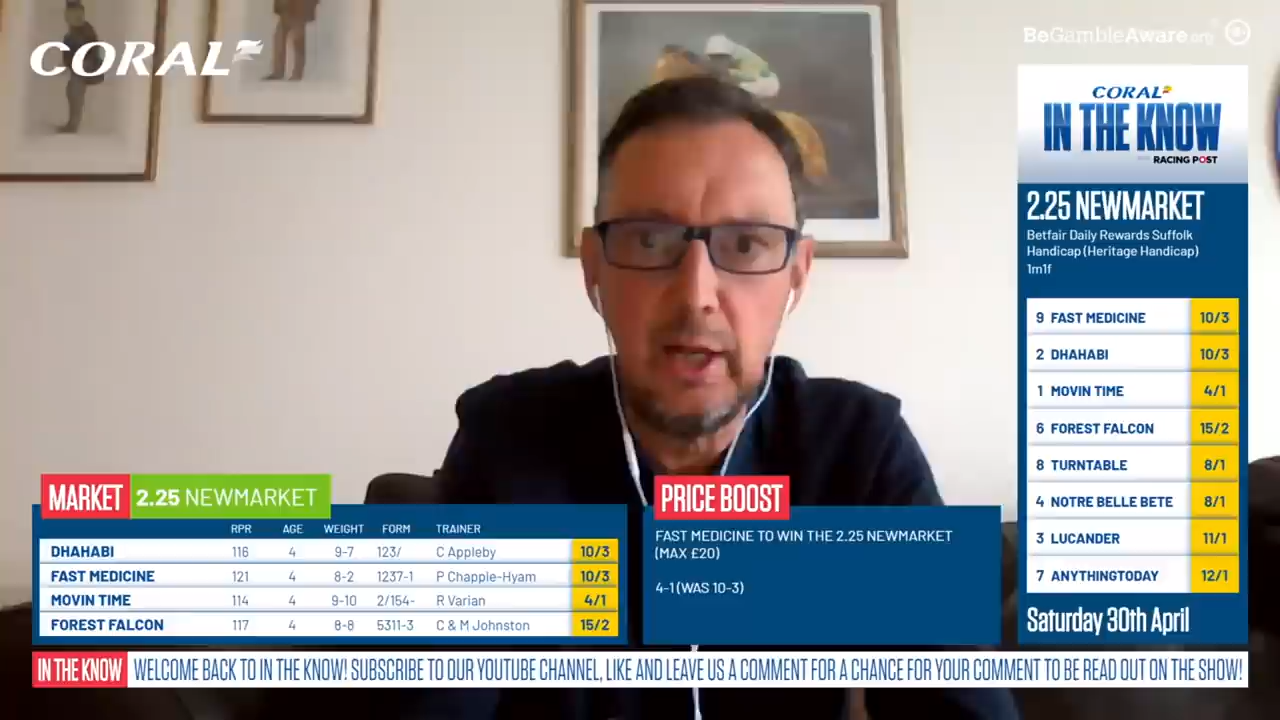 CORAL
BeGambleAware.org
CORAL
IN THE KNOW
RACING POST
2.25 NEWMARKET
Betfair Daily Rewards Suffolk
Handicap (Heritage Handicap)
1m1f
9 FAST MEDICINE 10/3
2 DHAHABI 10/3
1 MOVIN TIME 4/1
6 FOREST FALCON 15/2
8 TURNTABLE 8/1
4 NOTRE BELLE BETE 8/1
3 LUCANDER 11/1
7 ANYTHINGTODAY 12/1
Saturday 30th April
MARKET 2.25 NEWMARKET
RPR AGE WEIGHT FORM TRAINER
DHAHABI 116 4 9-7 123/ C Appleby 10/3
FAST MEDICINE 121 4 8-2 1237-1 P Chapple-Hyam 10/3
MOVIN TIME 114 4 9-10 2/154- R Varian 4/1
FOREST FALCON 117 4 8-8 5311-3 C & M Johnston 15/2
PRICE BOOST
FAST MEDICINE TO WIN THE 2.25 NEWMARKET
(MAX £20)
4-1 (WAS 10-3)
IN THE KNOW WELCOME BACK TO IN THE KNOW! SUBSCRIBE TO OUR YOUTUBE CHANNEL, LIKE AND LEAVE US A COMMENT FOR A CHANCE FOR YOUR COMMENT TO BE READ OUT ON THE SHOW!